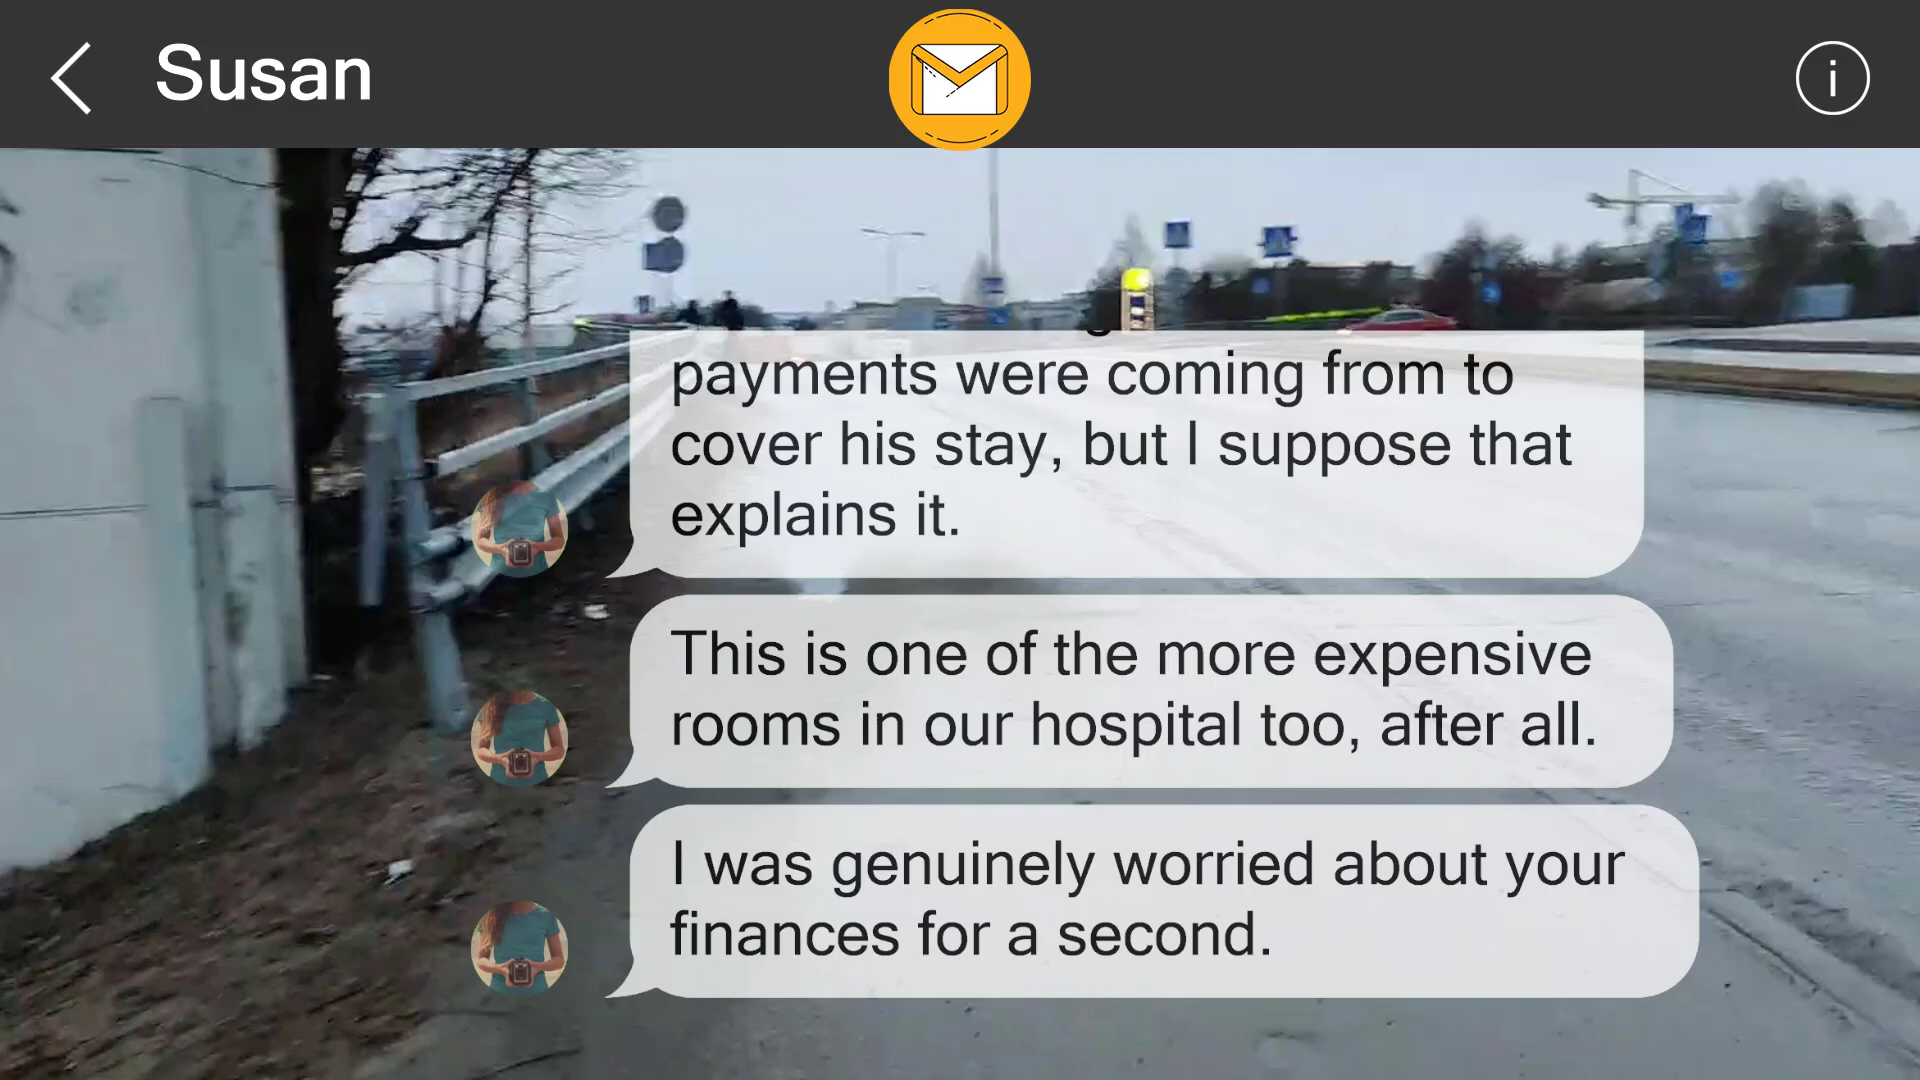 Susan
payments were coming from to
cover his stay, but I suppose that
explains it.
This is one of the more expensive
rooms in our hospital too, after all.
I was genuinely worried about your
finances for a second.